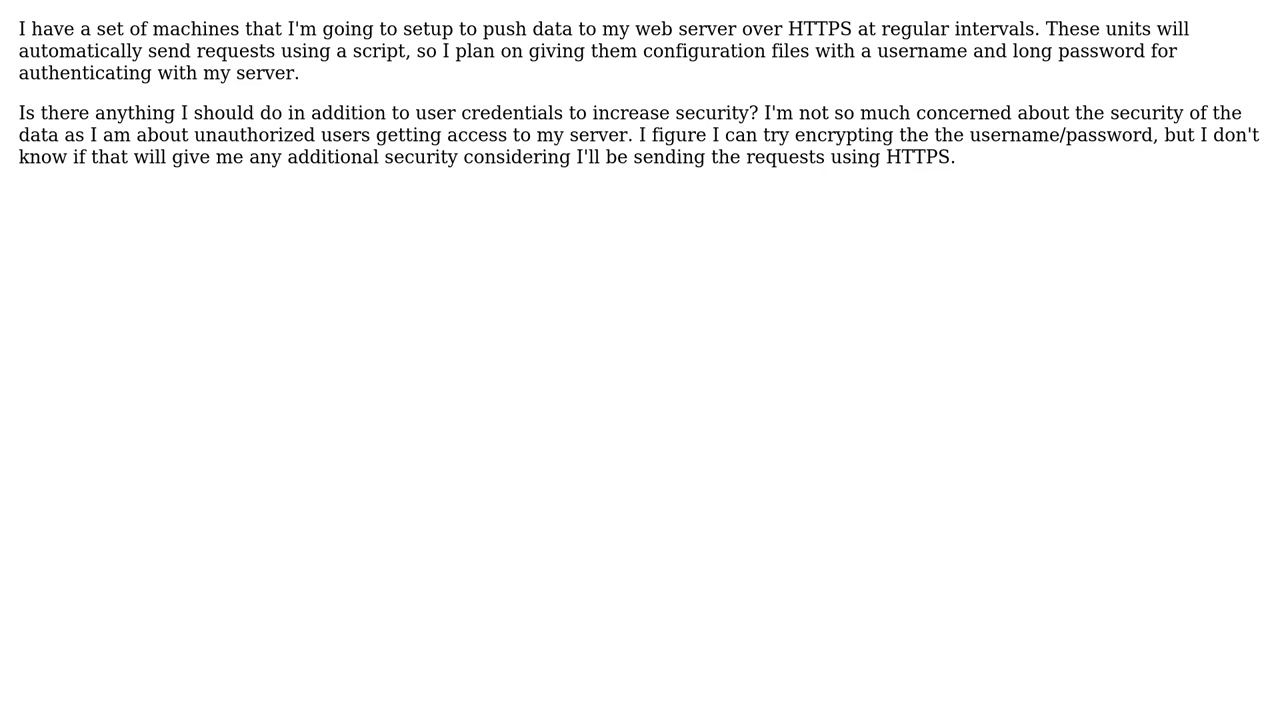 I have a set of machines that I'm going to setup to push data to my web server over HTTPS at regular intervals. These units will
automatically send requests using a script, so I plan on giving them configuration files with a username and long password for
authenticating with my server.
Is there anything I should do in addition to user credentials to increase security? I'm not so much concerned about the security of the
data as I am about unauthorized users getting access to my server. I figure I can try encrypting the the username/password, but I don't
know if that will give me any additional security considering I'll be sending the requests using HTTPS.